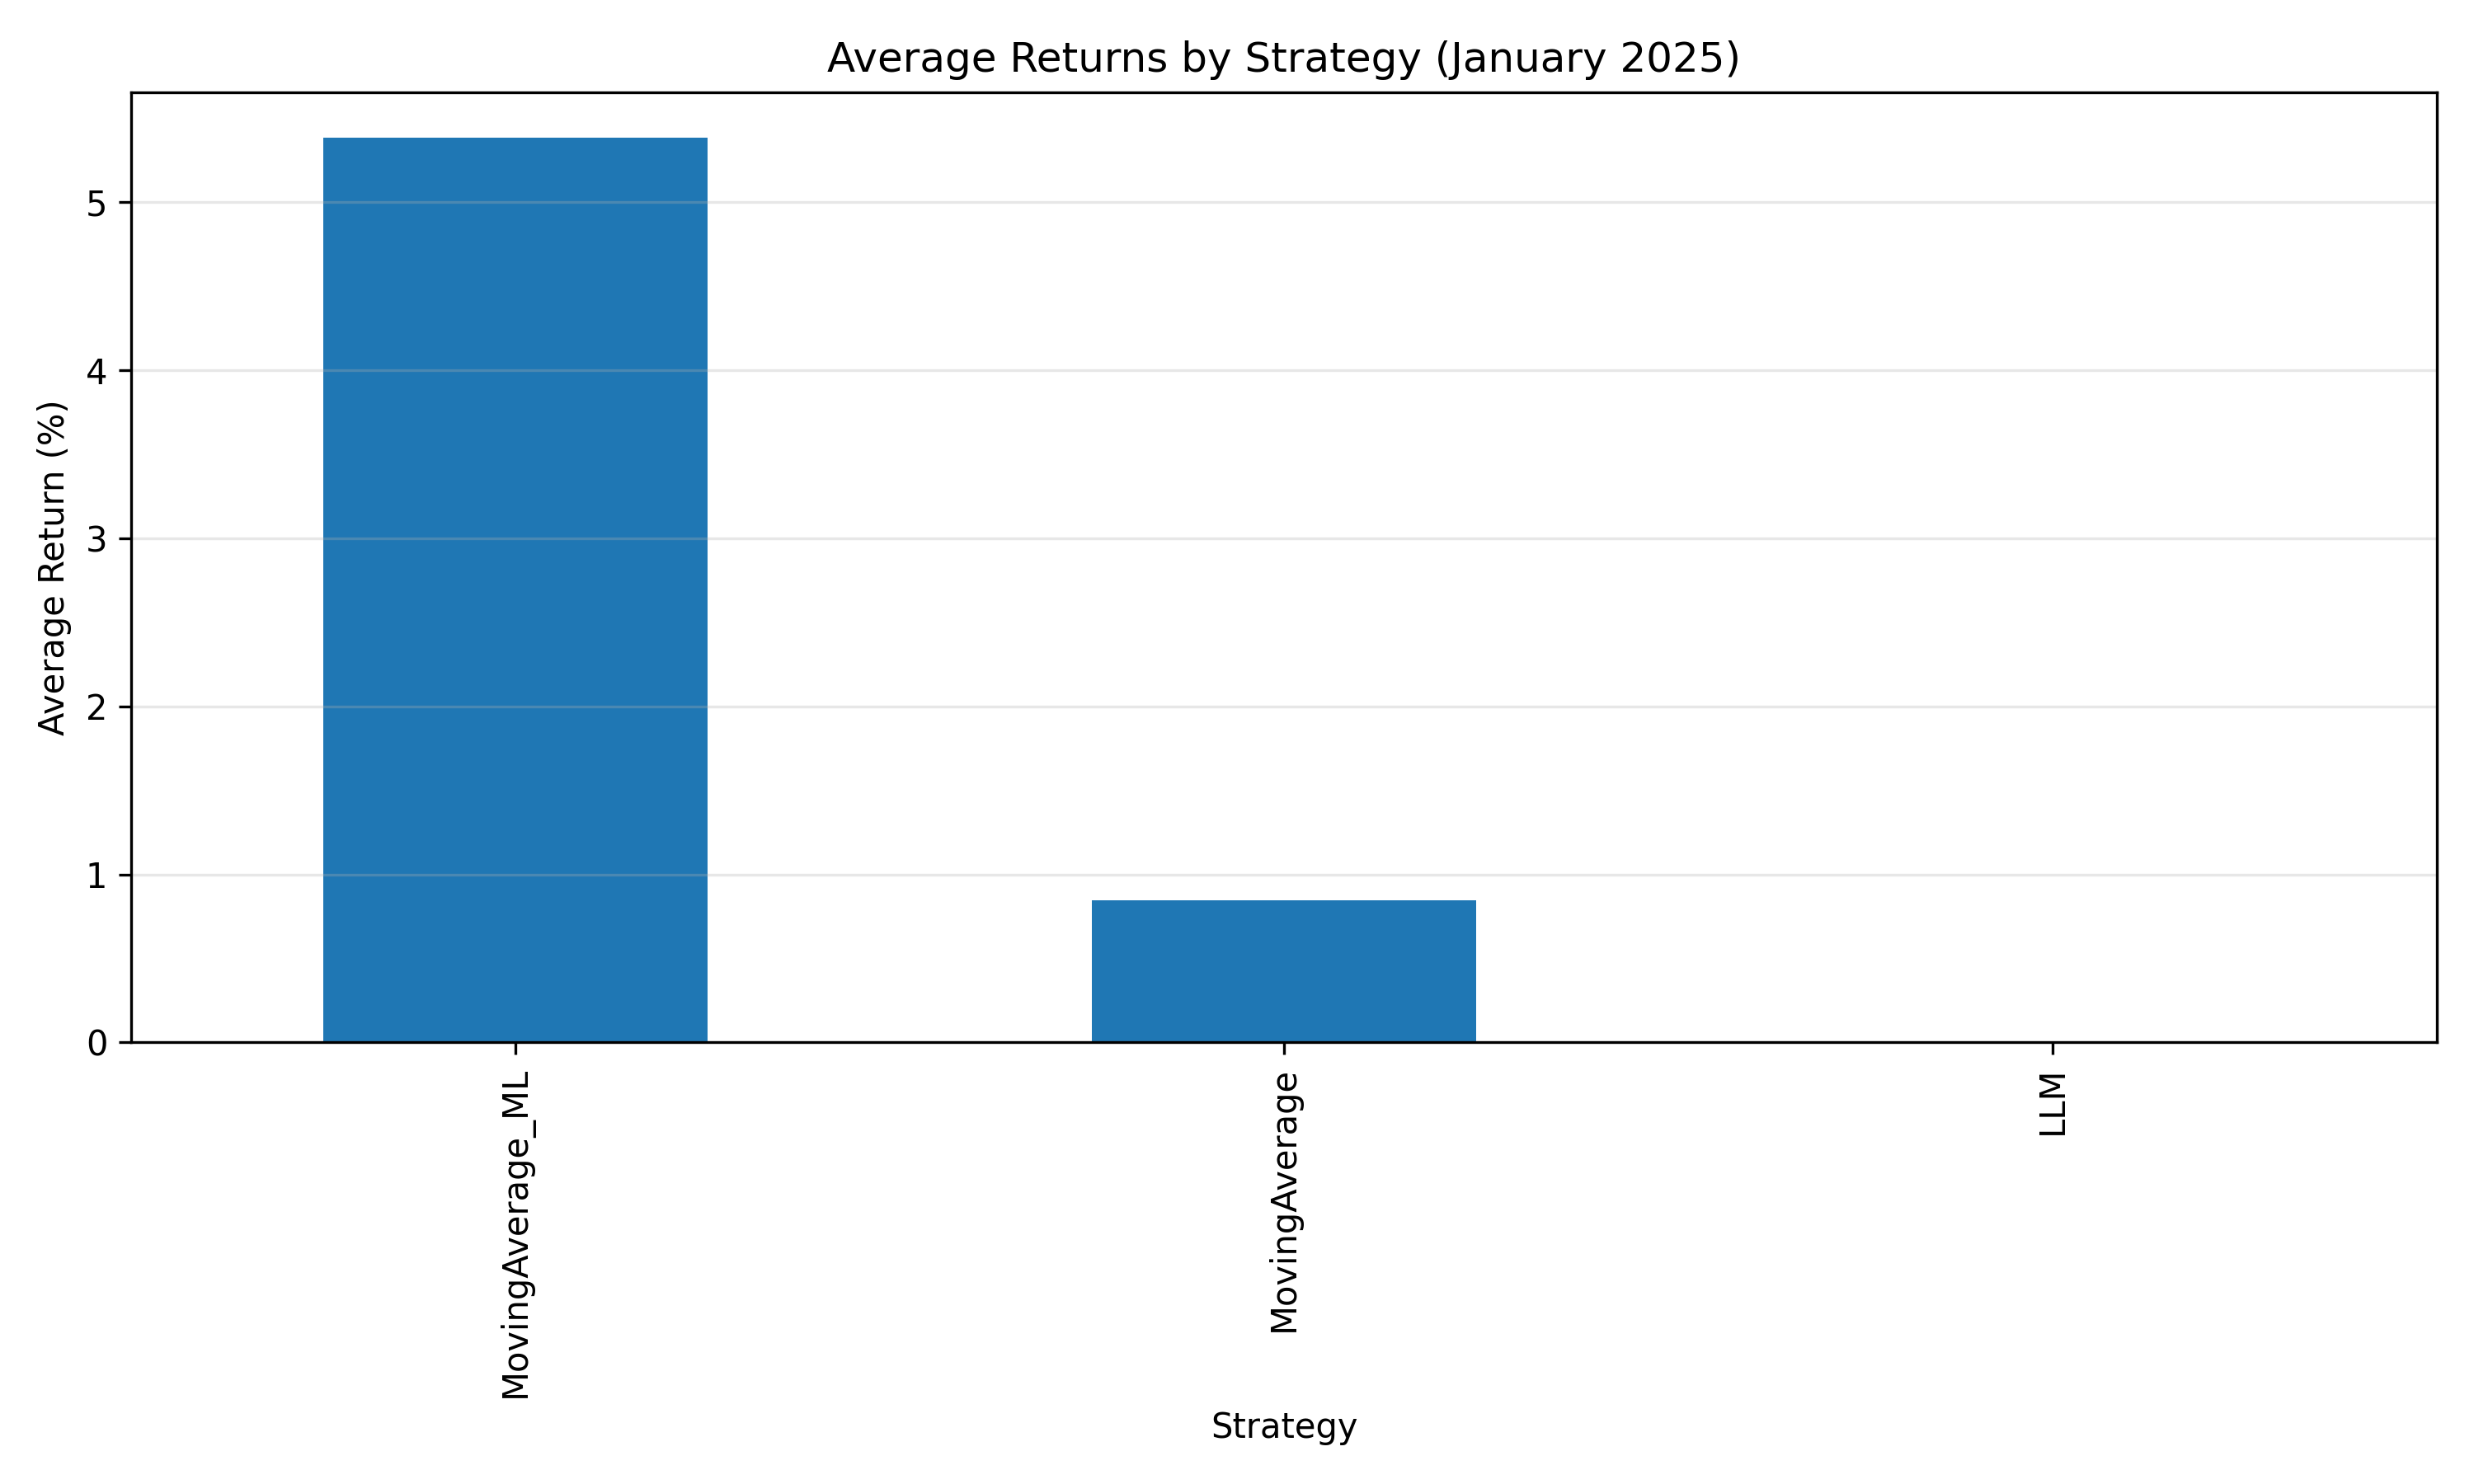 Average Returns by Strategy (January 2025)
Average Return (%)
5
4
3
2
1
0
MovingAverage_ML
MovingAverage
LLM
Strategy